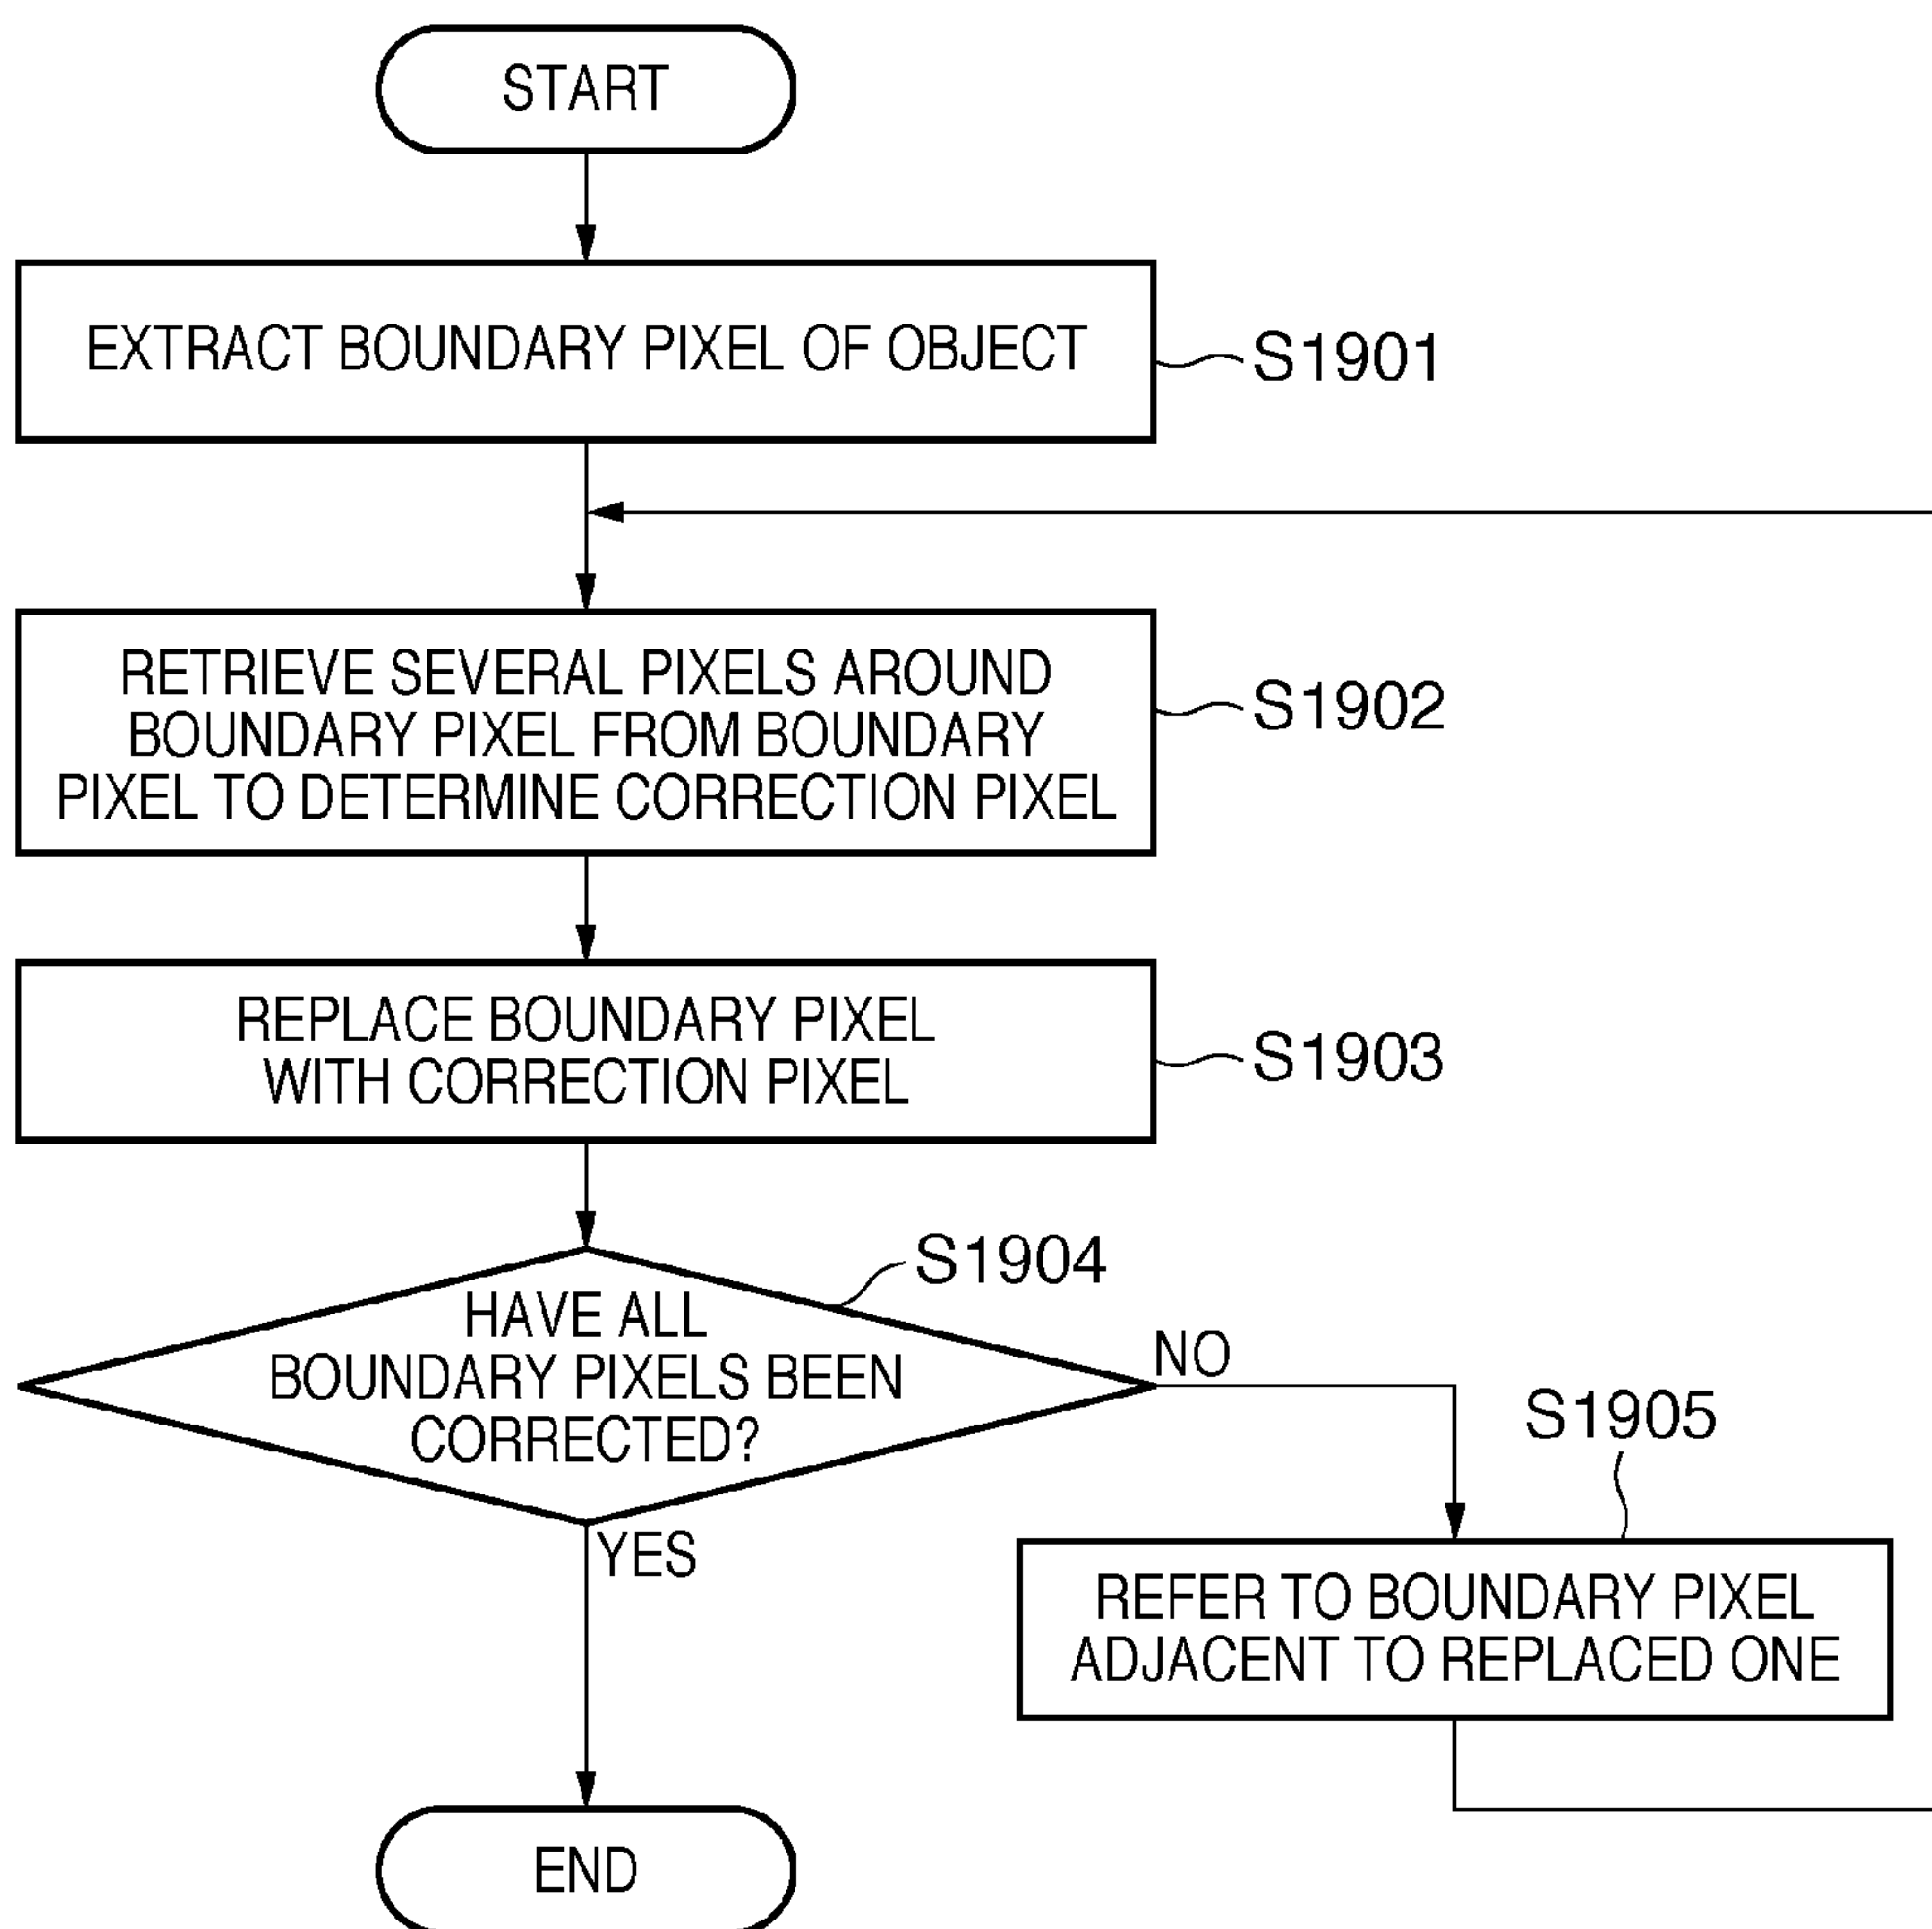 START
EXTRACT BOUNDARY PIXEL OF OBJECT
S1901
RETRIEVE SEVERAL PIXELS AROUND
BOUNDARY PIXEL FROM BOUNDARY
PIXEL TO DETERMINE CORRECTION PIXEL
S1902
REPLACE BOUNDARY PIXEL
WITH CORRECTION PIXEL
S1903
S1904
HAVE ALL
BOUNDARY PIXELS BEEN
CORRECTED?
NO
YES
S1905
REFER TO BOUNDARY PIXEL
ADJACENT TO REPLACED ONE
END